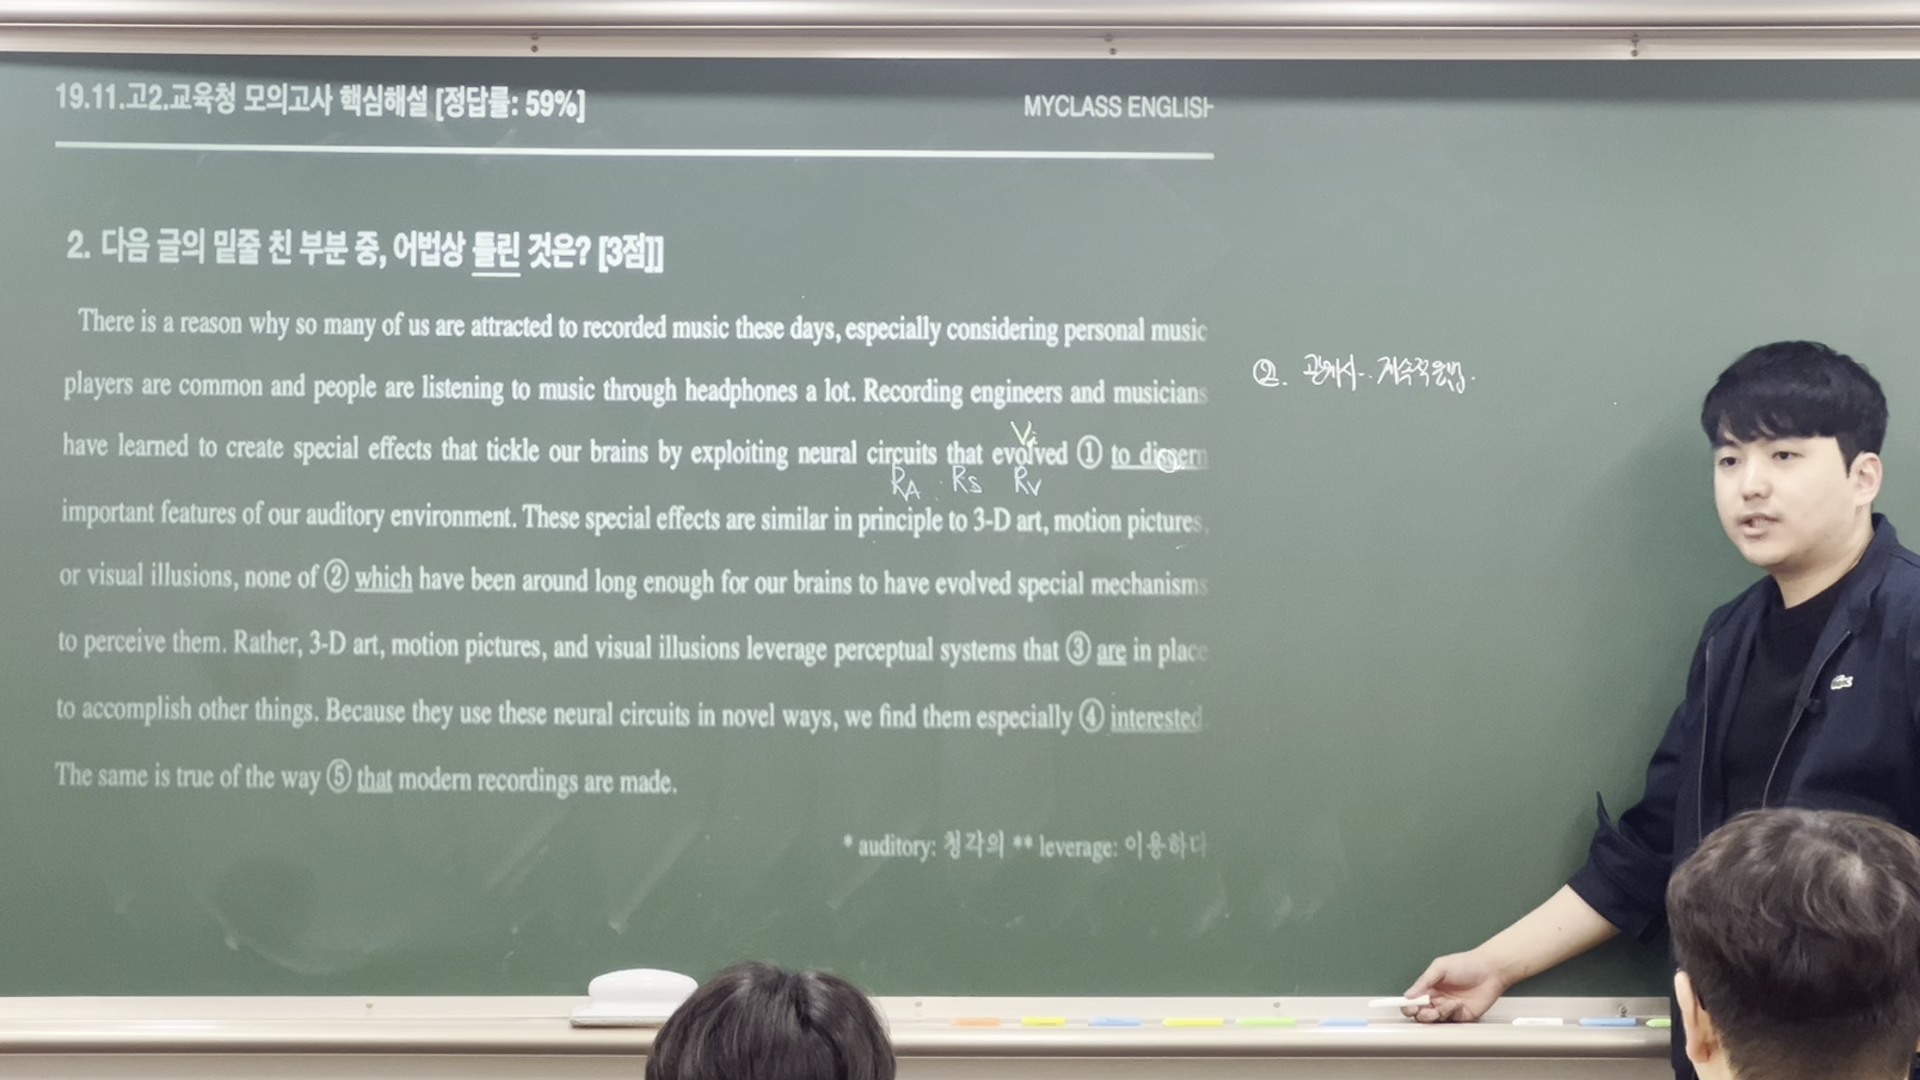 19.11.고2.교육청 모의고사 핵심해설 [정답률: 59%]
MYCLASS ENGLISH
2. 다음 글의 밑줄 친 부분 중, 어법상 틀린 것은? [3점]]
There is a reason why so many of us are attracted to recorded music these days, especially considering personal music
players are common and people are listening to music through headphones a lot. Recording engineers and musicians
② 관계사.. 계속적용법.
Vi
have learned to create special effects that tickle our brains by exploiting neural circuits that evolved ① to discern
RA RS RV
important features of our auditory environment. These special effects are similar in principle to 3-D art, motion pictures,
or visual illusions, none of ② which have been around long enough for our brains to have evolved special mechanisms
to perceive them. Rather, 3-D art, motion pictures, and visual illusions leverage perceptual systems that ③ are in place
to accomplish other things. Because they use these neural circuits in novel ways, we find them especially ④ interested.
The same is true of the way ⑤ that modern recordings are made.
* auditory: 청각의 ** leverage: 이용하다